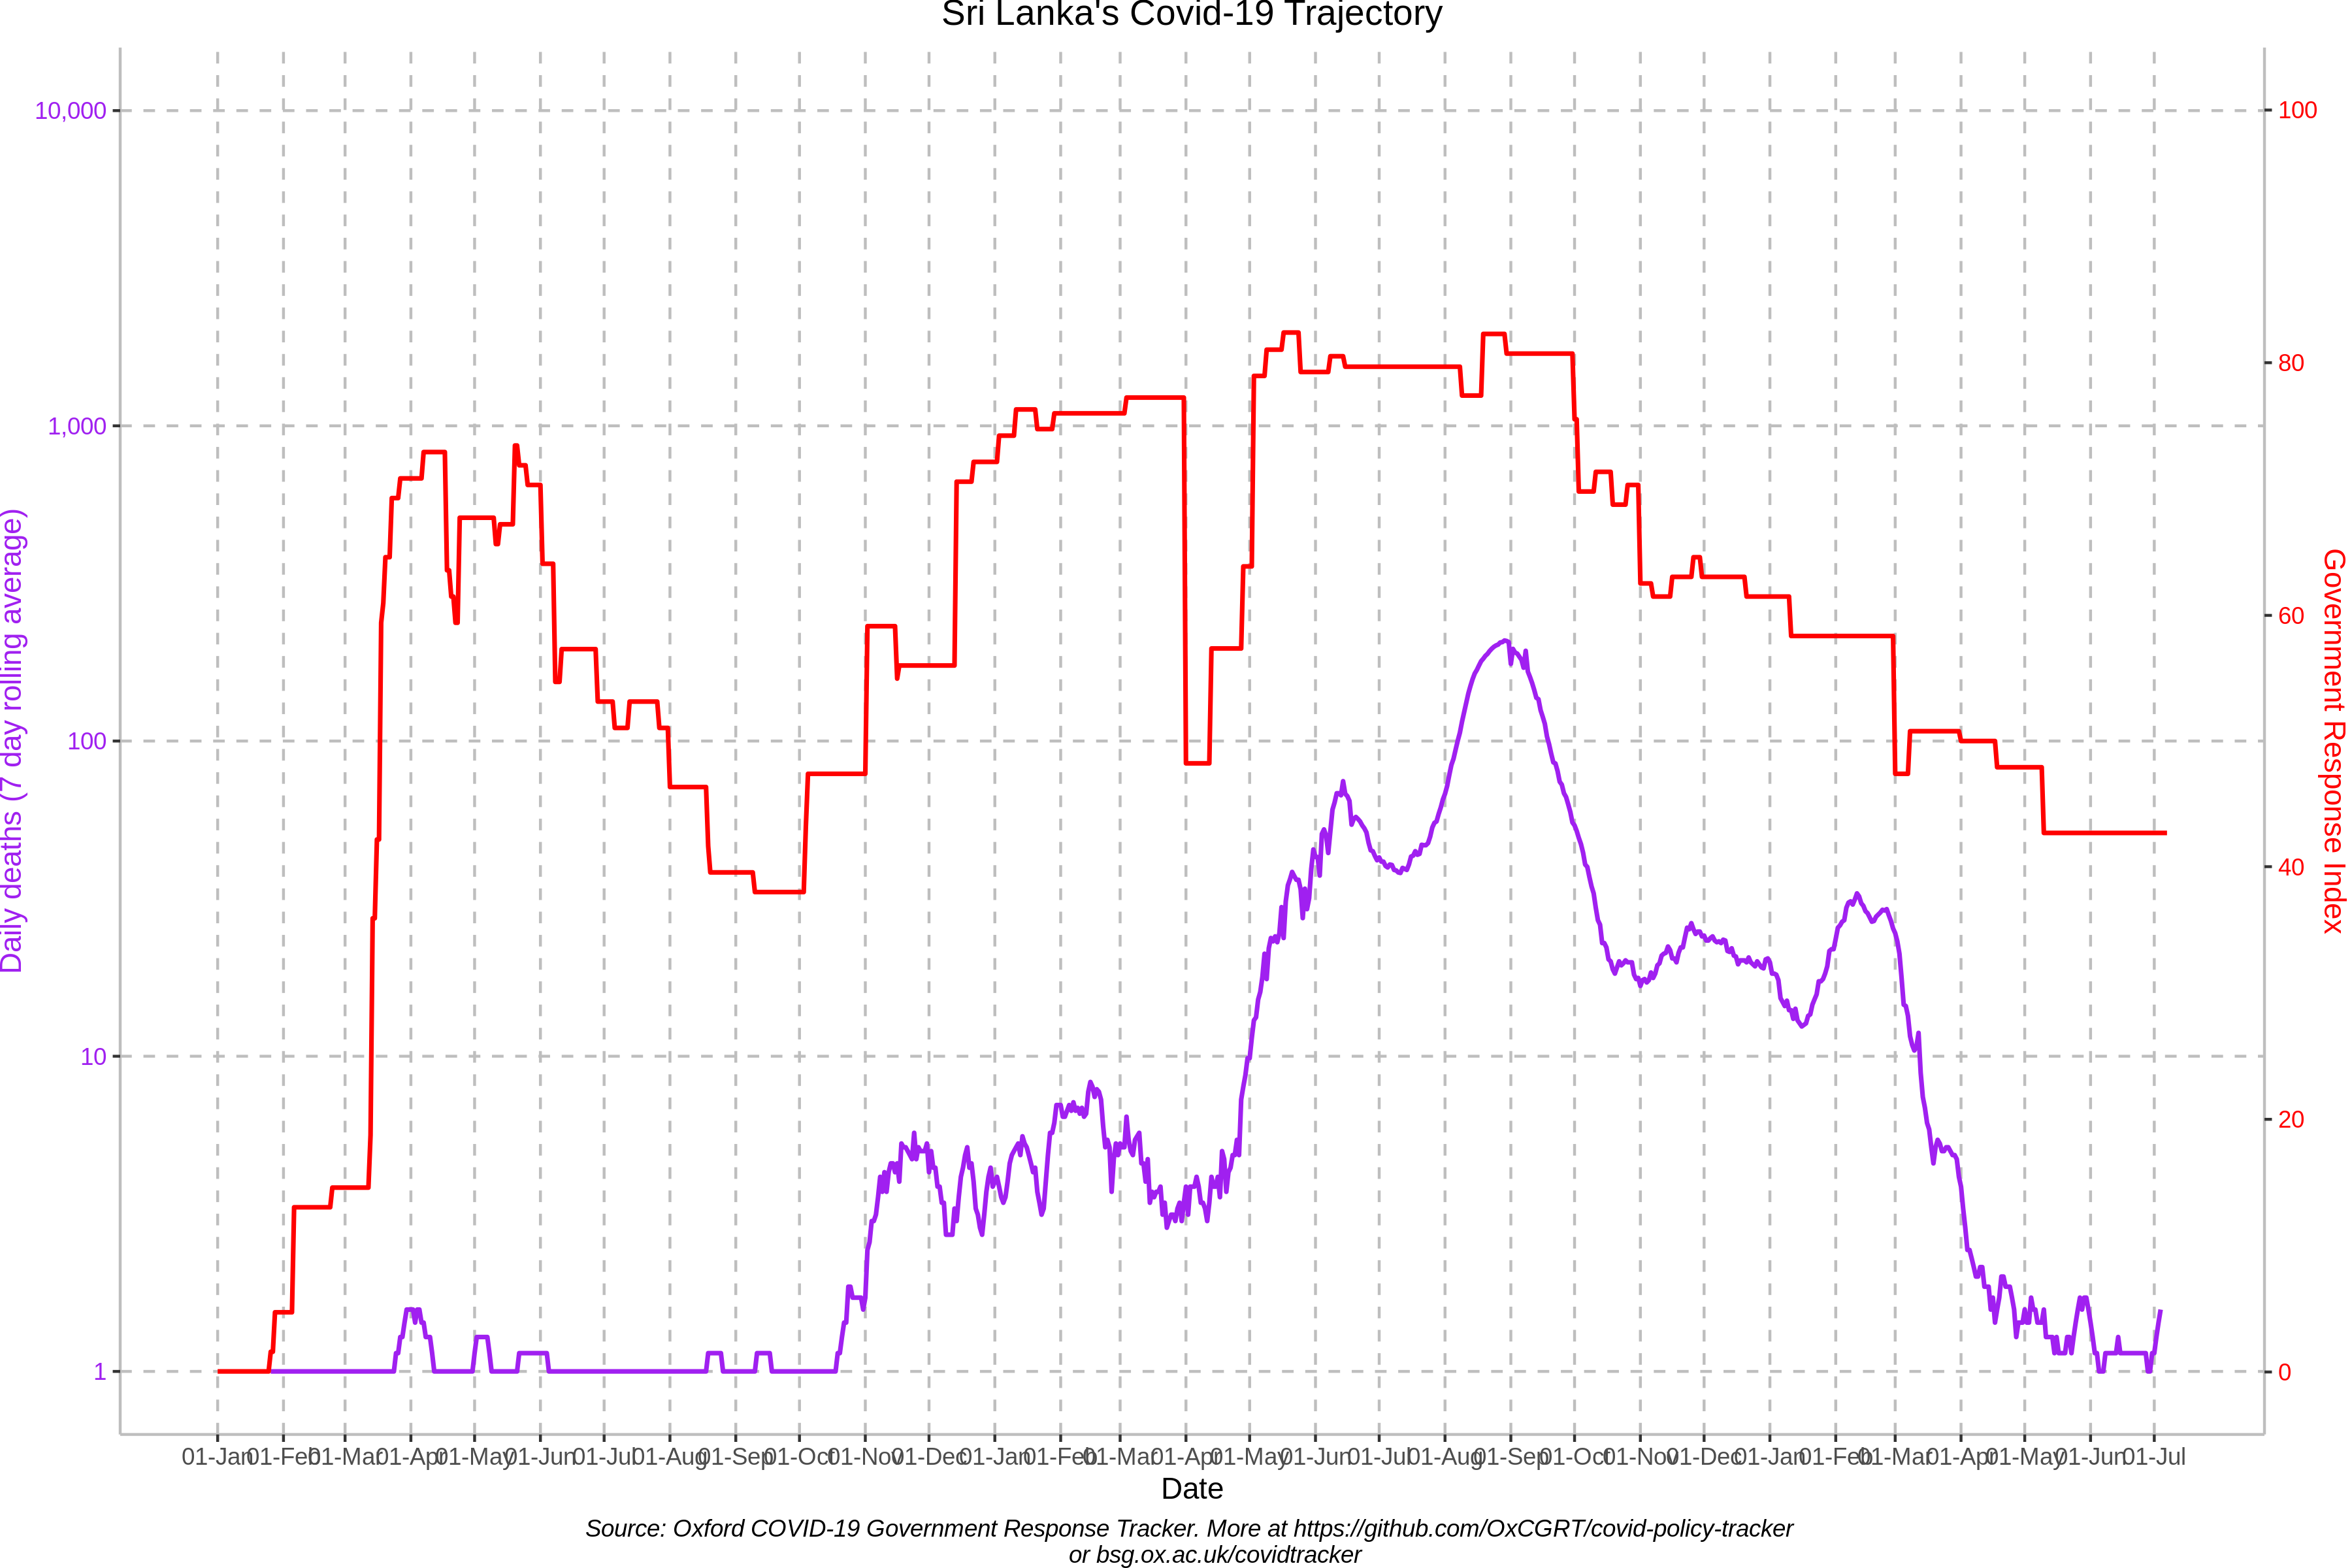 Sri Lanka's Covid-19 Trajectory
10,000
1,000
100
10
1
Daily deaths (7 day rolling average)
100
80
60
40
20
0
Government Response Index
01-Jan 01-Feb 01-Mar 01-Apr 01-May 01-Jun 01-Jul 01-Aug 01-Sep 01-Oct 01-Nov 01-Dec 01-Jan 01-Feb 01-Mar 01-Apr 01-May 01-Jun 01-Jul 01-Aug 01-Sep 01-Oct 01-Nov 01-Dec 01-Jan 01-Feb 01-Mar 01-Apr 01-May 01-Jun 01-Jul
Date
Source: Oxford COVID-19 Government Response Tracker. More at https://github.com/OxCGRT/covid-policy-tracker
or bsg.ox.ac.uk/covidtracker